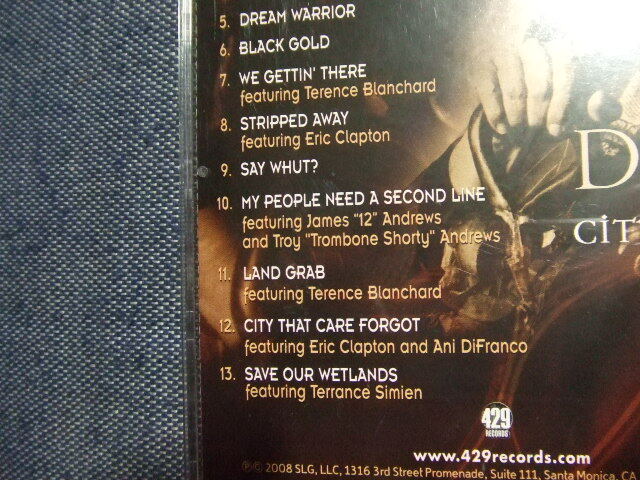 5. DREAM WARRIOR
6. BLACK GOLD
7. WE GETTIN' THERE
featuring Terence Blanchard
8. STRIPPED AWAY
featuring Eric Clapton
9. SAY WHUT?
10. MY PEOPLE NEED A SECOND LINE
featuring James "12" Andrews
and Troy "Trombone Shorty" Andrews
11. LAND GRAB
featuring Terence Blanchard
12. CITY THAT CARE FORGOT
featuring Eric Clapton and Ani DiFranco
13. SAVE OUR WETLANDS
featuring Terrance Simien
D
CiT
429
RECORDS
www.429records.com
℗© 2008 SLG, LLC, 1316 3rd Street Promenade, Suite 111, Santa Monica, CA